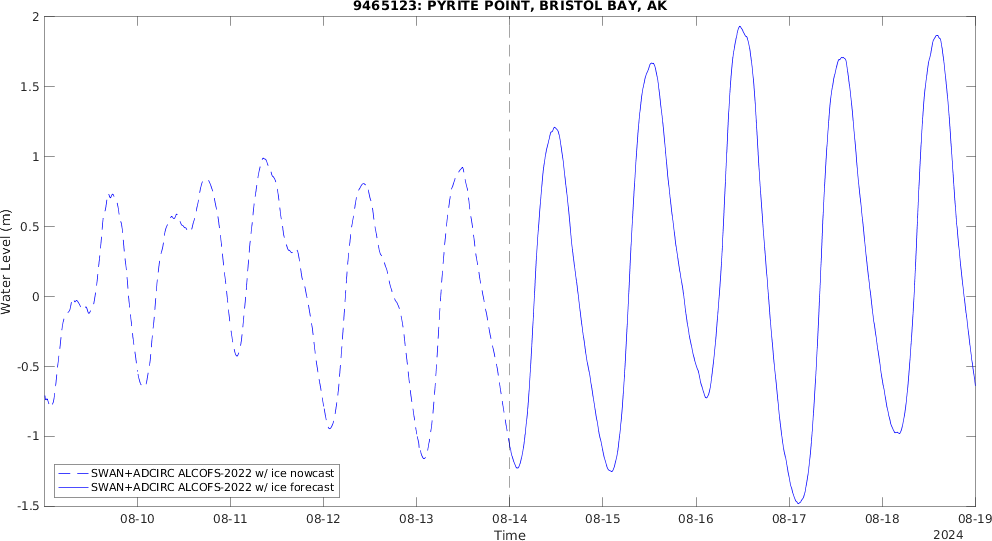 9465123: PYRITE POINT, BRISTOL BAY, AK
Water Level (m)
2
1.5
1
0.5
0
-0.5
-1
-1.5
SWAN+ADCIRC ALCOFS-2022 w/ ice nowcast
SWAN+ADCIRC ALCOFS-2022 w/ ice forecast
08-10 08-11 08-12 08-13 08-14 08-15 08-16 08-17 08-18 08-19
Time
2024